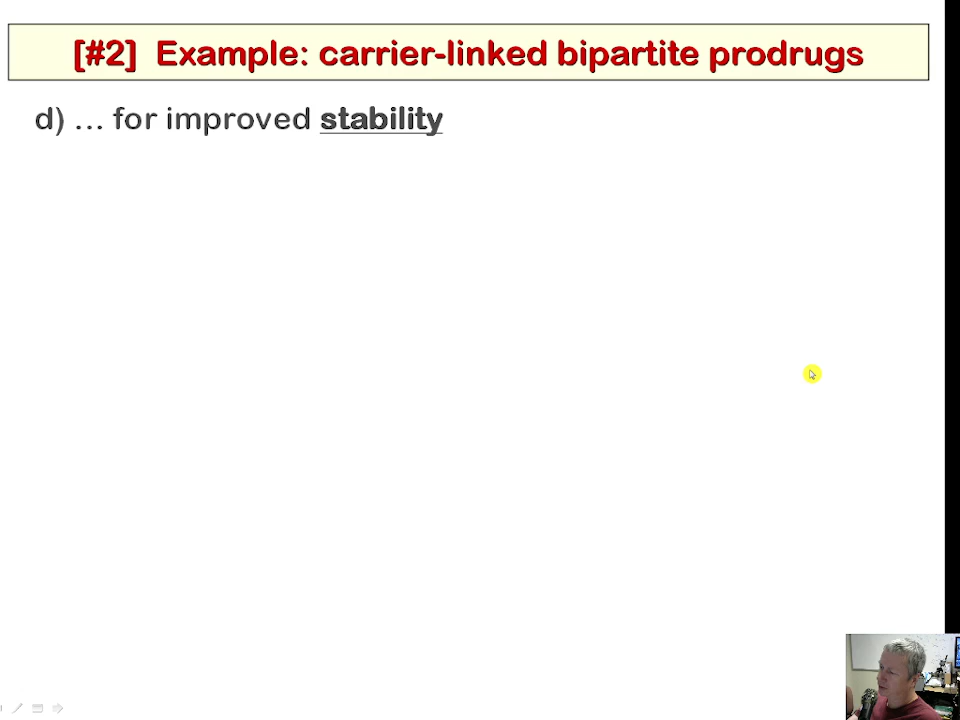 [#2] Example: carrier-linked bipartite prodrugs
d) ... for improved stability